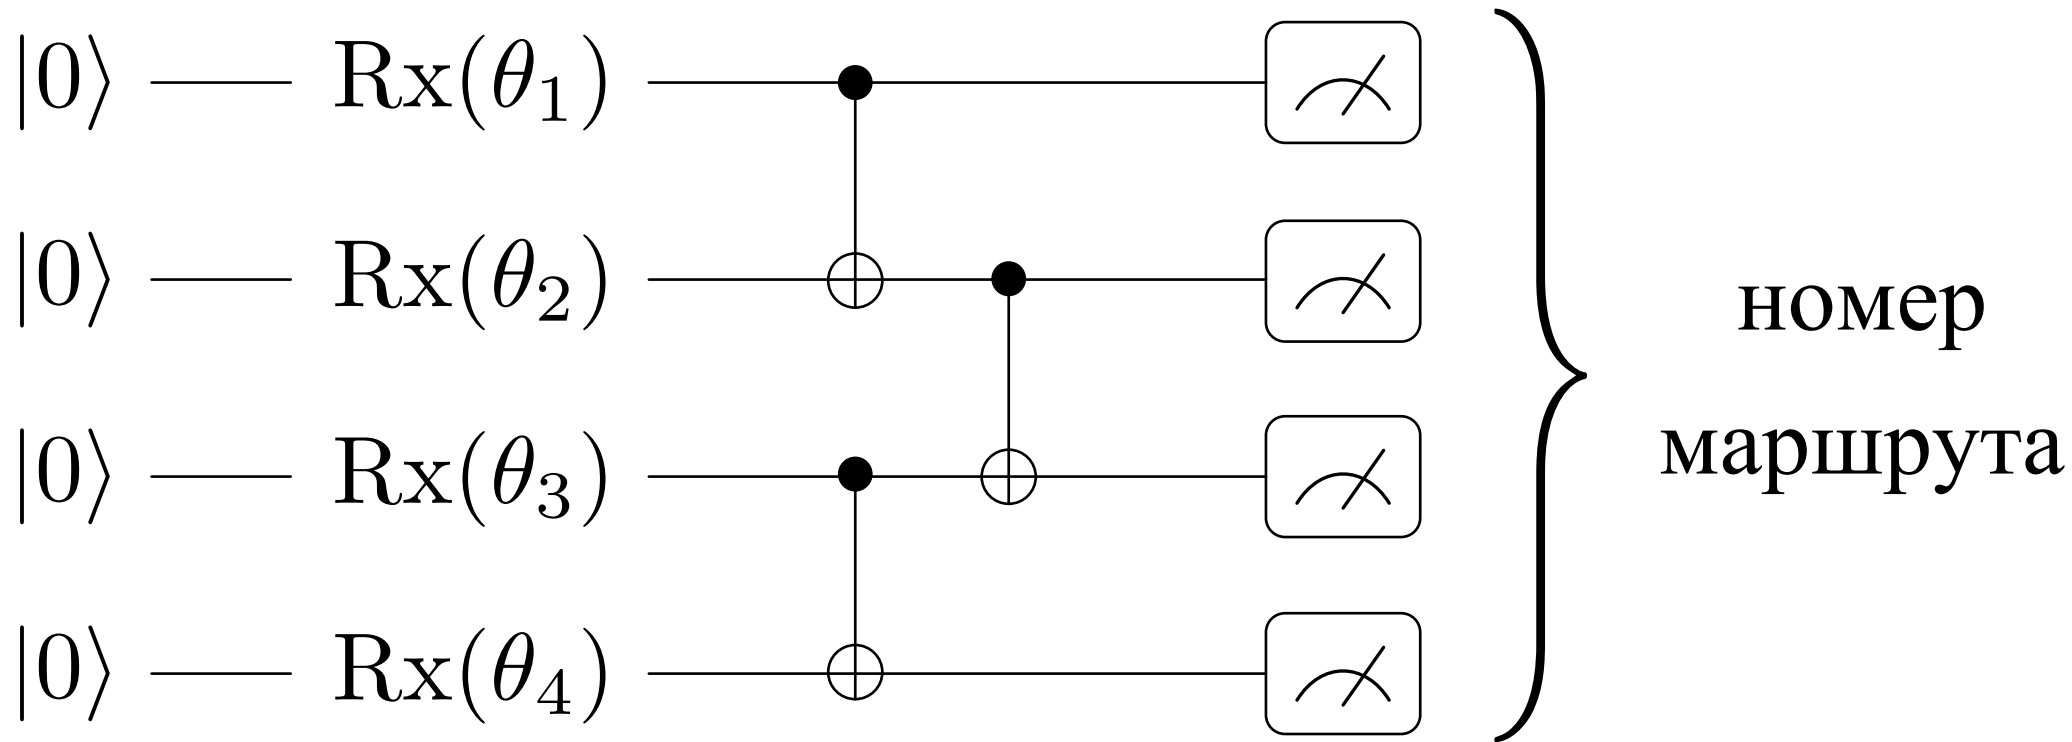 |0⟩ Rx(θ₁)
|0⟩ Rx(θ₂)
|0⟩ Rx(θ₃)
|0⟩ Rx(θ₄)
номер
маршрута